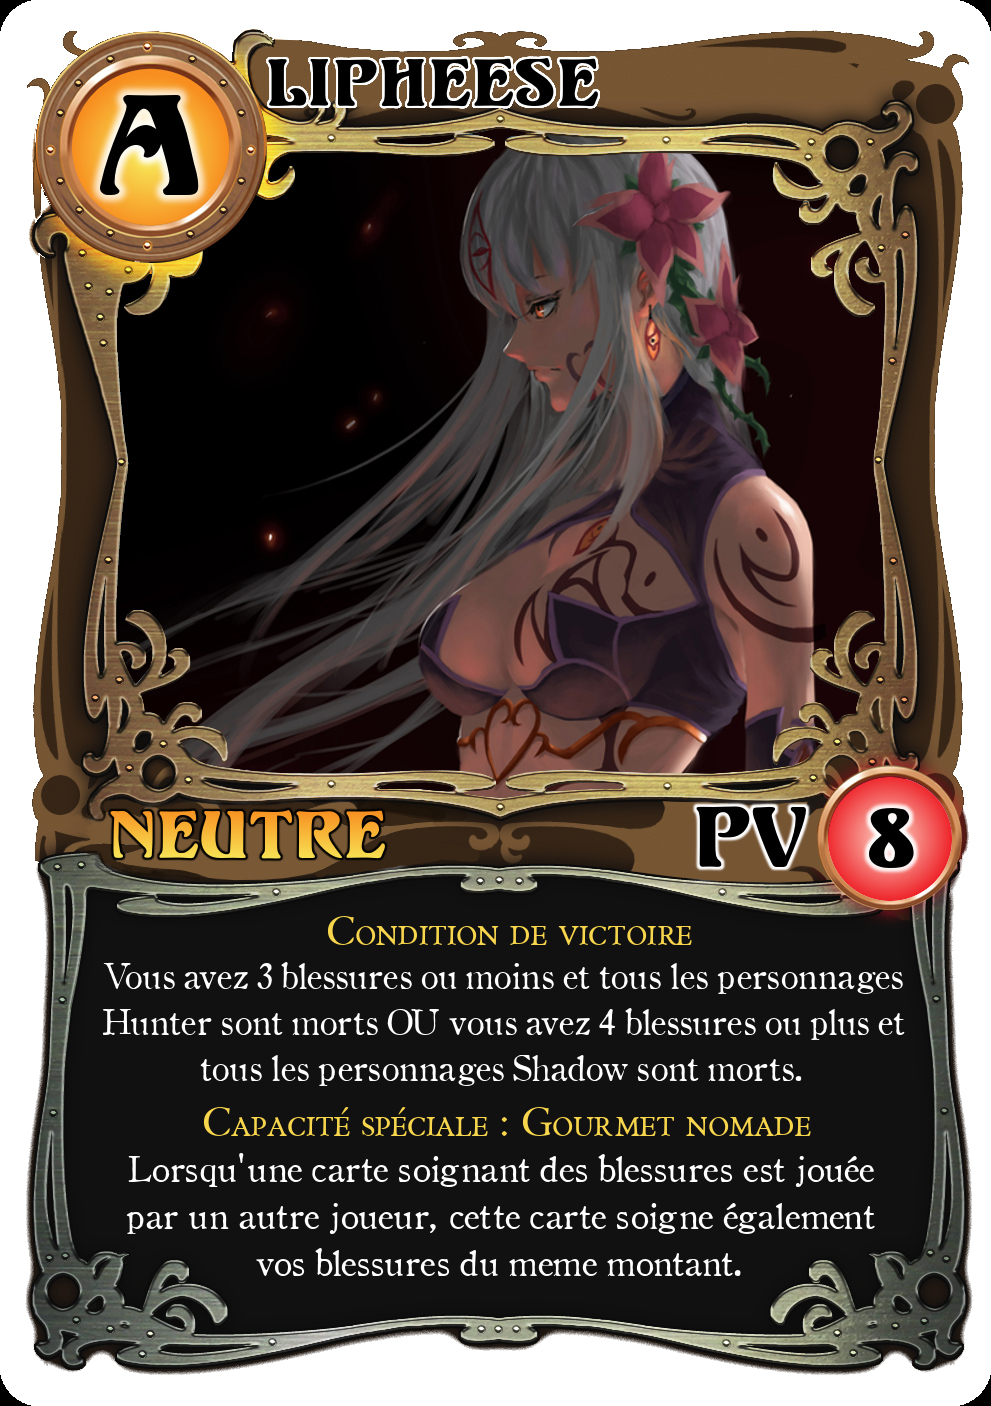 A
LIPHEESE
NEUTRE
PV 8
CONDITION DE VICTOIRE
Vous avez 3 blessures ou moins et tous les personnages
Hunter sont morts OU vous avez 4 blessures ou plus et
tous les personnages Shadow sont morts.
CAPACITÉ SPÉCIALE : GOURMET NOMADE
Lorsqu'une carte soignant des blessures est jouée
par un autre joueur, cette carte soigne également
vos blessures du meme montant.